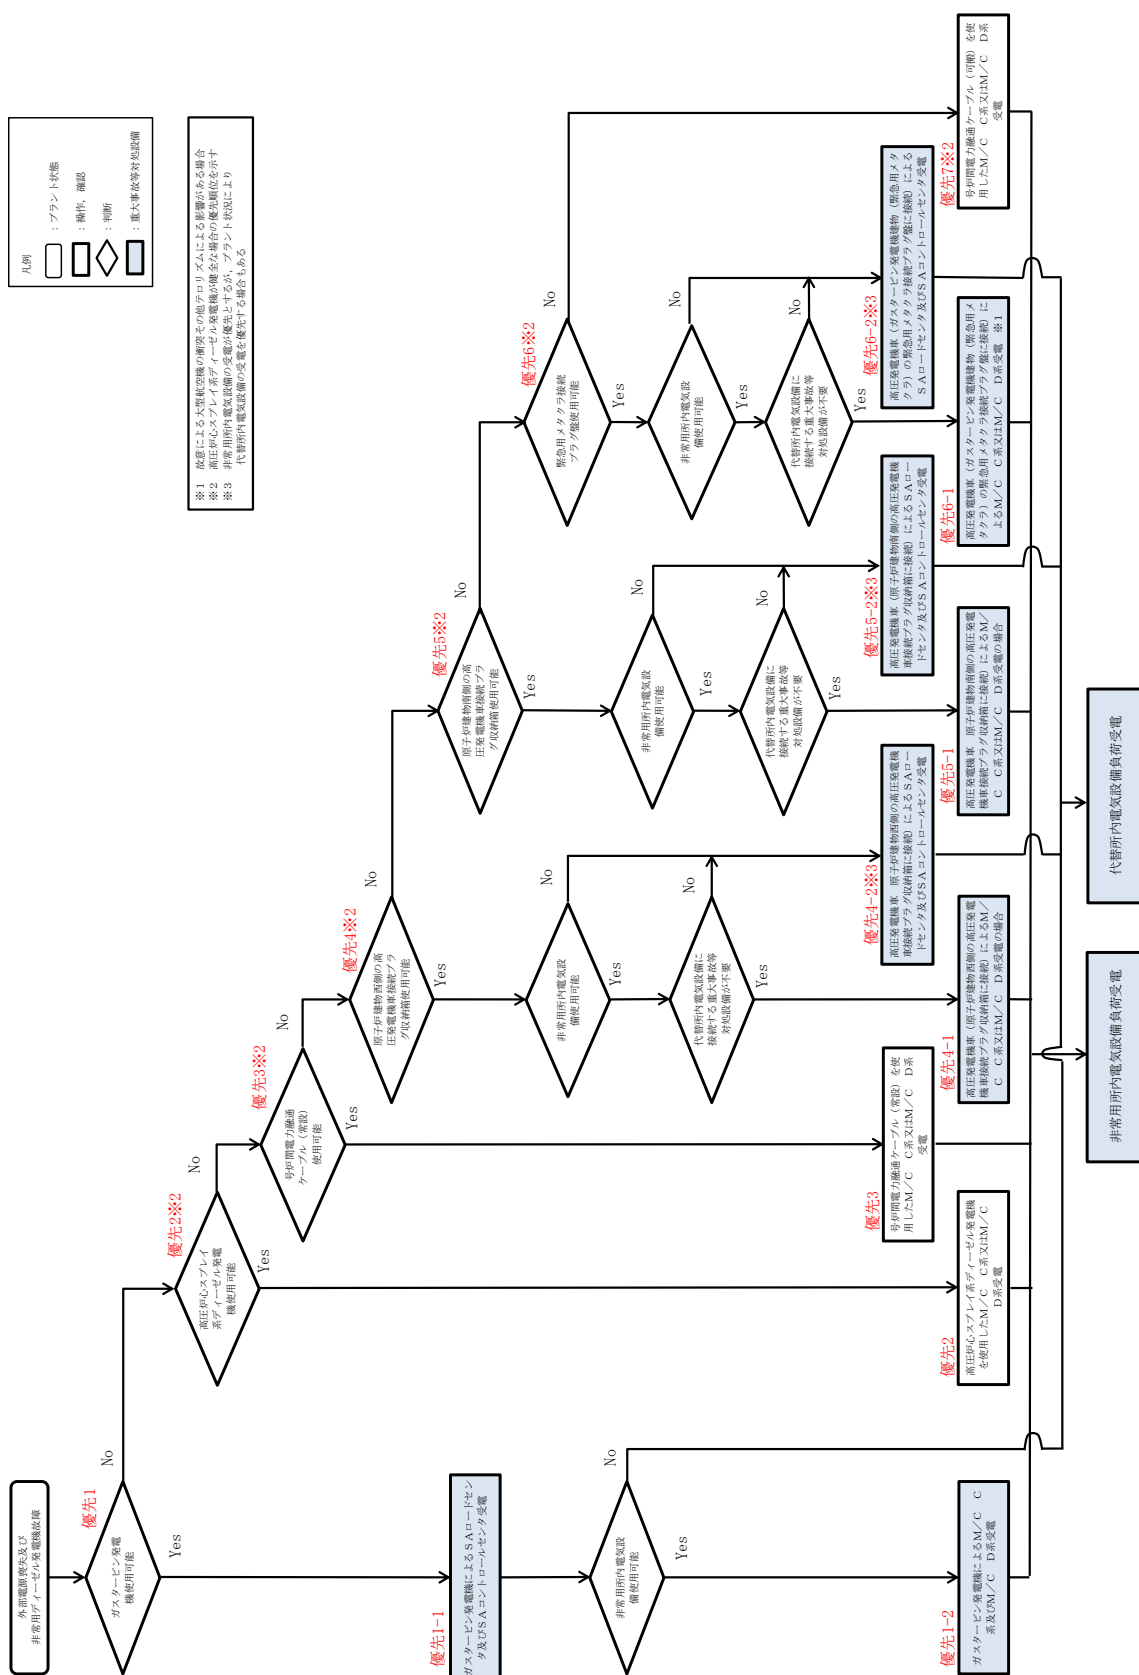 外部電源喪失及び
非常用ディーゼル発電機故障
優先1
ガスタービン発電
機使用可能
Yes
No
優先1-1
ガスタービン発電機によるＳＡロードセン
タ及びＳＡコントロールセンタ受電
非常用所内電気設
備使用可能
Yes
No
優先1-2
ガスタービン発電機によるM／C　C
系及びM／C　D系受電
優先2※2
高圧炉心スプレイ
系ディーゼル発電
機使用可能
Yes
No
優先2
高圧炉心スプレイ系ディーゼル発電機
を使用したM／C　C系又はM／C
D系受電
優先3※2
号炉間電力融通
ケーブル（常設）
使用可能
Yes
No
優先3
号炉間電力融通ケーブル（常設）を使
用したM／C　C系又はM／C　D系
受電
優先4※2
原子炉建物西側の高
圧発電機車接続プラ
グ収納箱使用可能
Yes
No
非常用所内電気設
備使用可能
Yes
No
代替所内電気設備に
接続する重大事故等
対処設備が不要
Yes
No
優先4-2※3
高圧発電機車　原子炉建物西側の高圧発電機
車接続プラグ収納箱に接続）によるＳＡロー
ドセンタ及びＳＡコントロールセンタ受電
優先4-1
高圧発電機車（原子炉建物西側の高圧発電
機車接続プラグ収納箱に接続）によるM／
C　C系又はM／C　D系受電の場合
優先5※2
原子炉建物南側の高
圧発電機車接続プラ
グ収納箱使用可能
Yes
No
非常用所内電気設
備使用可能
Yes
No
代替所内電気設備に
接続する重大事故等
対処設備が不要
Yes
No
優先5-2※3
高圧発電機車（原子炉建物南側の高圧発電機
車接続プラグ収納箱に接続）によるＳＡロー
ドセンタ及びＳＡコントロールセンタ受電
優先5-1
高圧発電機車　原子炉建物南側の高圧発電
機車接続プラグ収納箱に接続）によるM／
C　C系又はM／C　D系受電の場合
優先6※2
緊急用メタクラ接続
プラグ盤使用可能
Yes
No
非常用所内電気設
備使用可能
Yes
No
代替所内電気設備に
接続する重大事故等
対処設備が不要
Yes
No
優先6-2※3
高圧発電機車（ガスタービン発電機建物（緊急用メタ
クラ）の緊急用メタクラ接続プラグ盤に接続）による
ＳＡロードセンタ及びＳＡコントロールセンタ受電
優先6-1
高圧発電機車（ガスタービン発電機建物（緊急用メ
タクラ）の緊急用メタクラ接続プラグ盤に接続）に
よるM／C　C系又はM／C　D系受電　※1
優先7※2
号炉間電力融通ケーブル（可搬）を使
用したM／C　C系又はM／C　D系
受電
非常用所内電気設備負荷受電
代替所内電気設備負荷受電
凡例
：プラント状態
：操作，確認
：判断
：重大事故等対処設備
※1　故意による大型航空機の衝突その他テロリズムによる影響がある場合
※2　高圧炉心スプレイ系ディーゼル発電機が健全な場合の優先順位を示す
※3　非常用所内電気設備の受電が優先とするが，プラント状況により
代替所内電気設備の受電を優先する場合もある